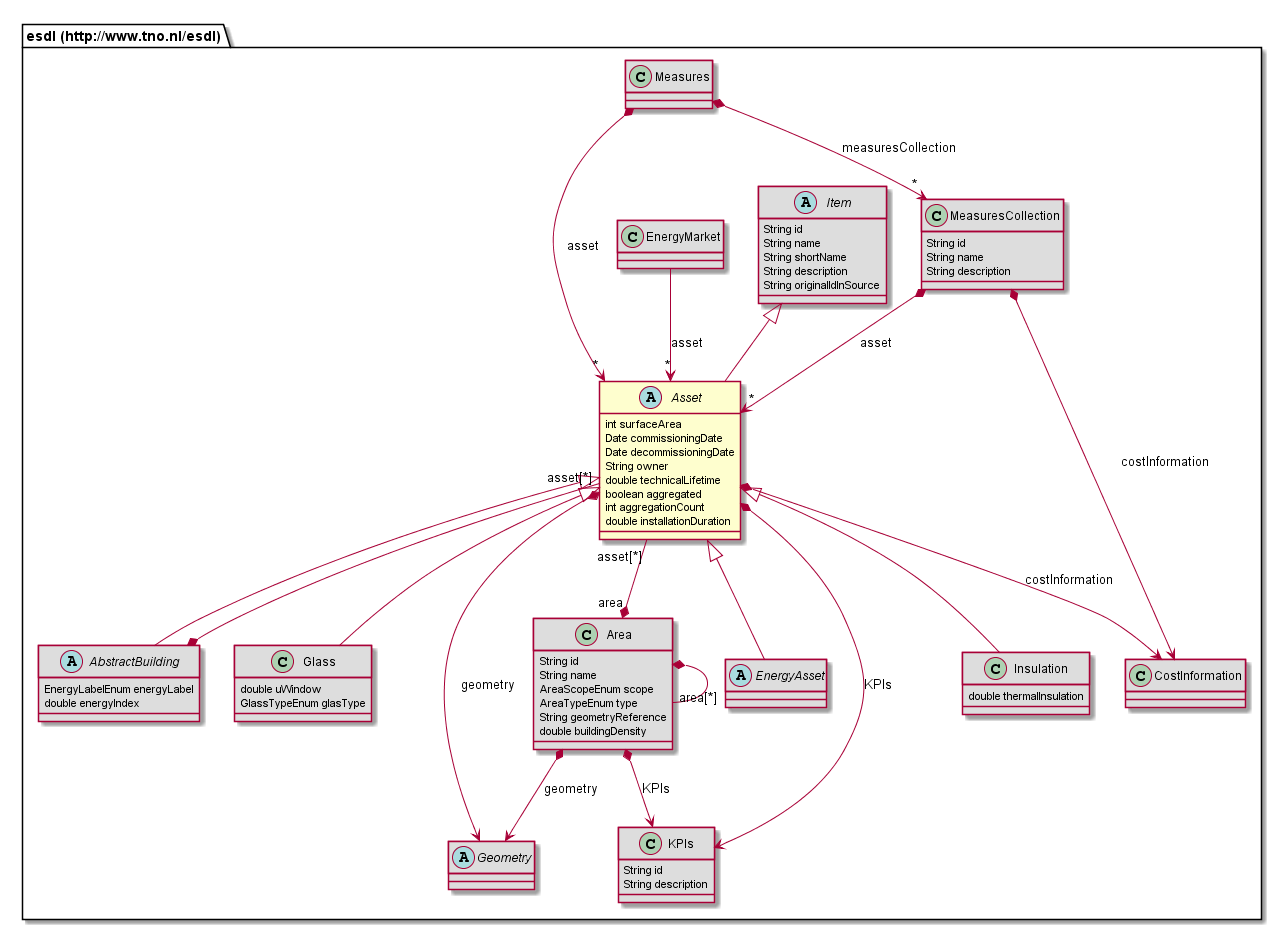 esdl (http://www.tno.nl/esdl)
C Measures
measuresCollection
*
A Item
String id
String name
String shortName
String description
String originalIdInSource
C MeasuresCollection
String id
String name
String description
C EnergyMarket
asset
asset
asset
*
*
*
A Asset
int surfaceArea
Date commissioningDate
Date decommissioningDate
String owner
double technicalLifetime
boolean aggregated
int aggregationCount
double installationDuration
costInformation
asset[*]
asset[*]
costInformation
area
A AbstractBuilding
EnergyLabelEnum energyLabel
double energyIndex
C Glass
double uWindow
GlassTypeEnum glasType
geometry
C Area
String id
String name
AreaScopeEnum scope
AreaTypeEnum type
String geometryReference
double buildingDensity
area[*]
A EnergyAsset
KPIs
C Insulation
double thermalInsulation
C CostInformation
geometry
KPIs
A Geometry
C KPIs
String id
String description